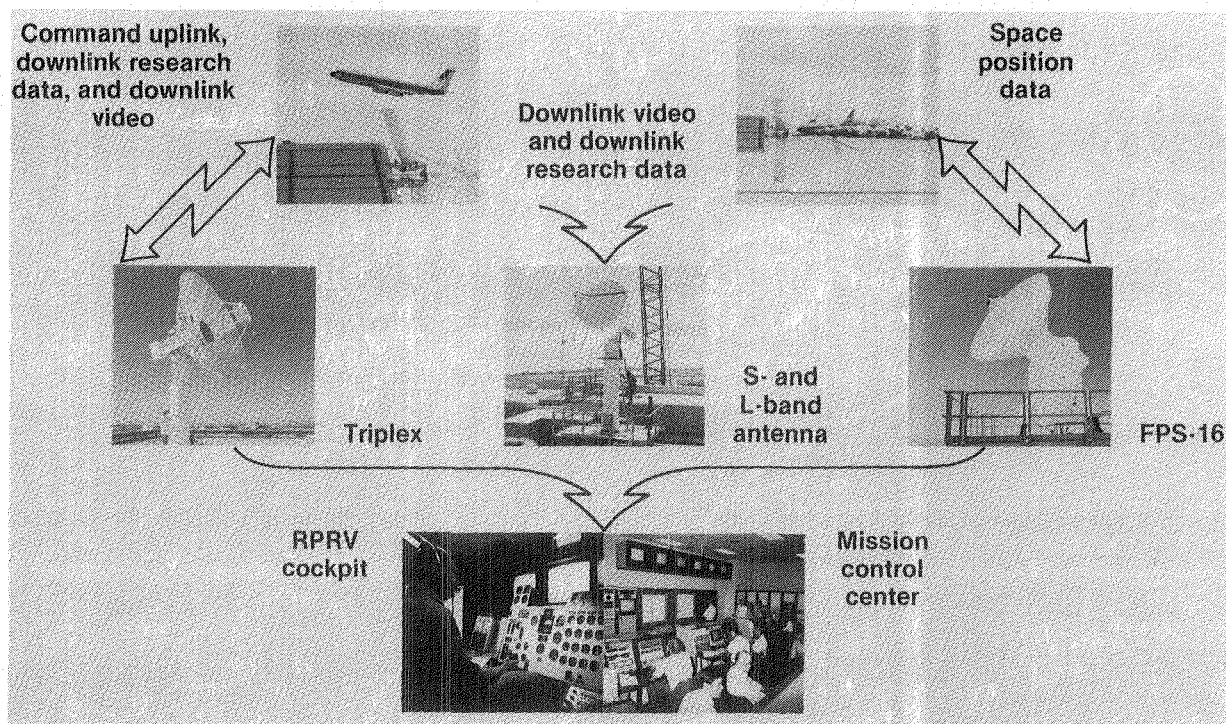 Command uplink,
downlink research
data, and downlink
video
Downlink video
and downlink
research data
Space
position
data
Triplex
S- and
L-band
antenna
FPS-16
RPRV
cockpit
Mission
control
center